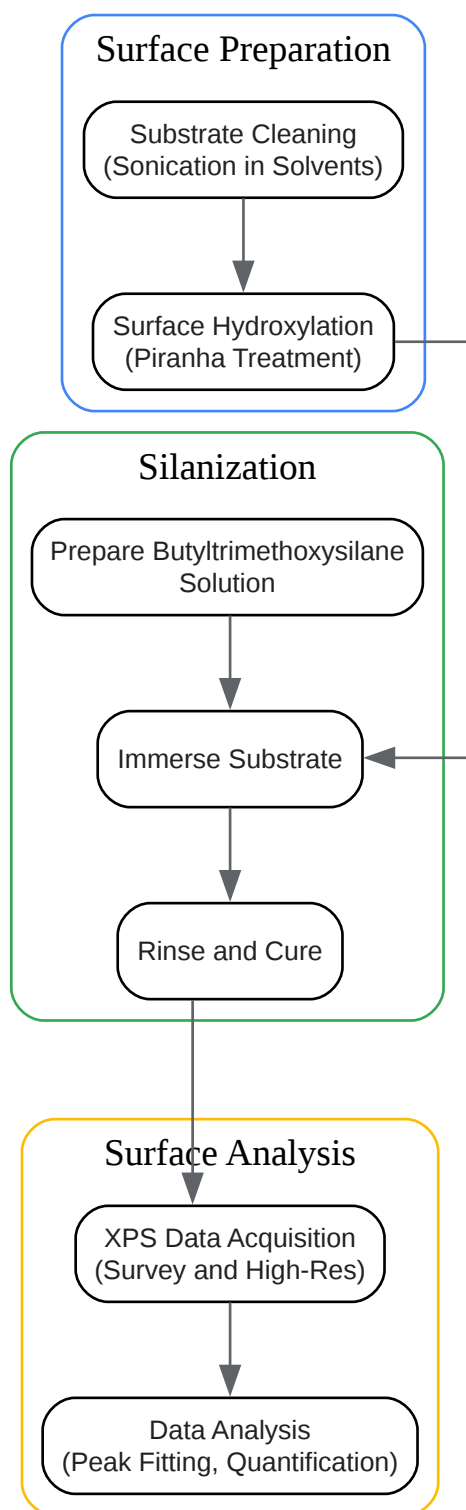 Surface Preparation
Substrate Cleaning
(Sonication in Solvents)
Surface Hydroxylation
(Piranha Treatment)
Silanization
Prepare Butyltrimethoxysilane
Solution
Immerse Substrate
Rinse and Cure
Surface Analysis
XPS Data Acquisition
(Survey and High-Res)
Data Analysis
(Peak Fitting, Quantification)